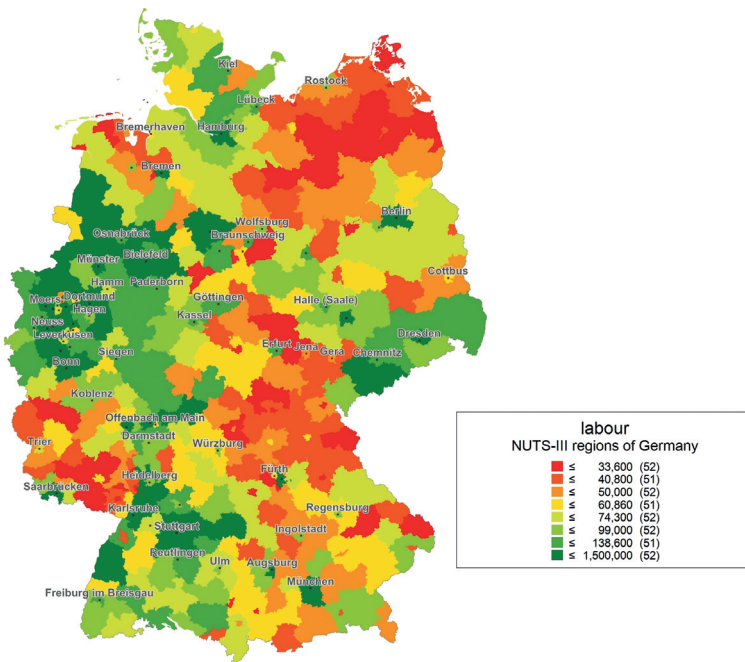 Kiel
Rostock
Lübeck
Bremerhaven
Hamburg
Bremen
Berlin
Wolfsburg
Osnabrück
Braunschweig
Münster
Bielefeld
Cottbus
Hamm
Paderborn
Göttingen
Halle (Saale)
Moers
Dortmund
Hagen
Kassel
Neuss
Leverkusen
Dresden
Erfurt
Jena
Gera
Siegen
Chemnitz
Bonn
Koblenz
Offenbach am Main
Trier
Darmstadt
Würzburg
Fürth
Heidelberg
Saarbrücken
Karlsruhe
Regensburg
Stuttgart
Ingolstadt
Reutlingen
Ulm
Augsburg
München
Freiburg im Breisgau
labour
NUTS-III regions of Germany
≤ 33,600 (52)
≤ 40,800 (51)
≤ 50,000 (52)
≤ 60,860 (51)
≤ 74,300 (52)
≤ 99,000 (52)
≤ 138,600 (51)
≤ 1,500,000 (52)